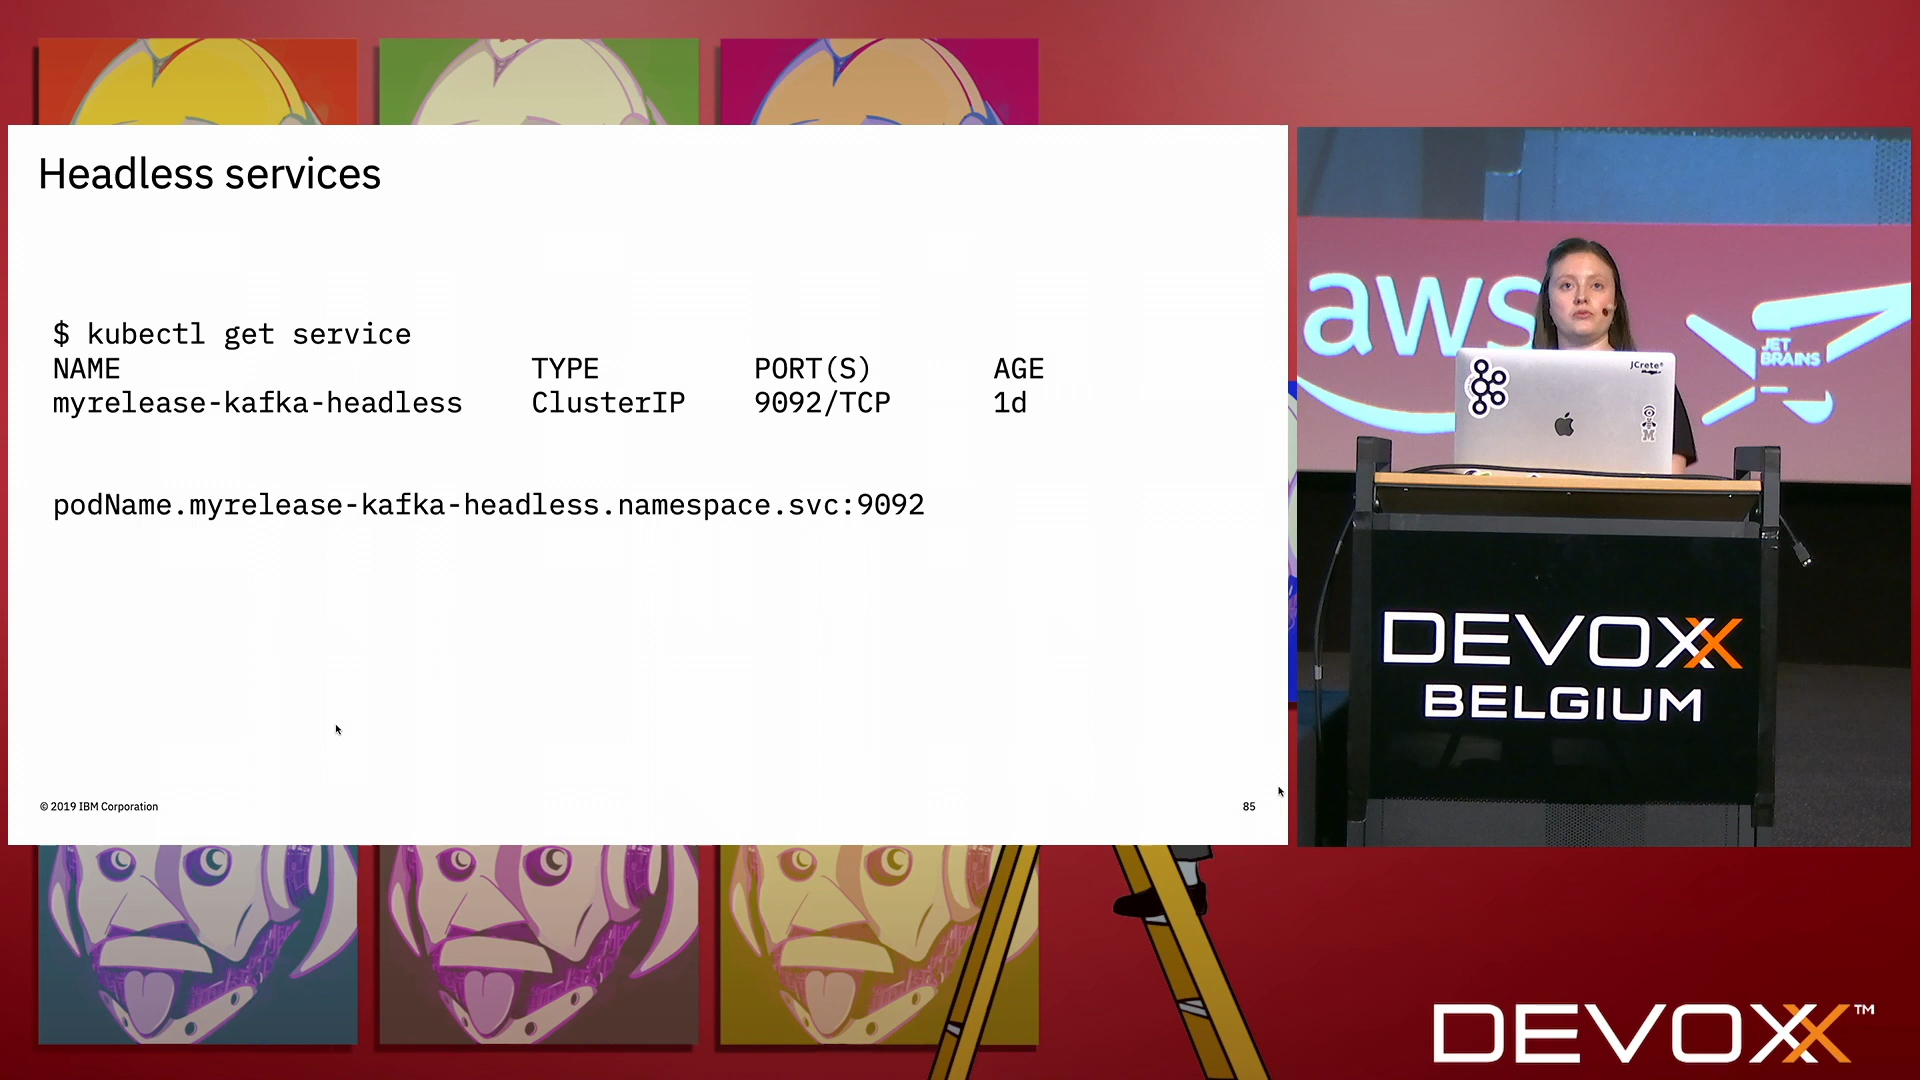 Headless services
$ kubectl get service
NAME TYPE PORT(S) AGE
myrelease-kafka-headless ClusterIP 9092/TCP 1d
podName.myrelease-kafka-headless.namespace.svc:9092
© 2019 IBM Corporation
85
aws
JET
BRAINS
JCrete
DEVOXX
BELGIUM
DEVOXX™